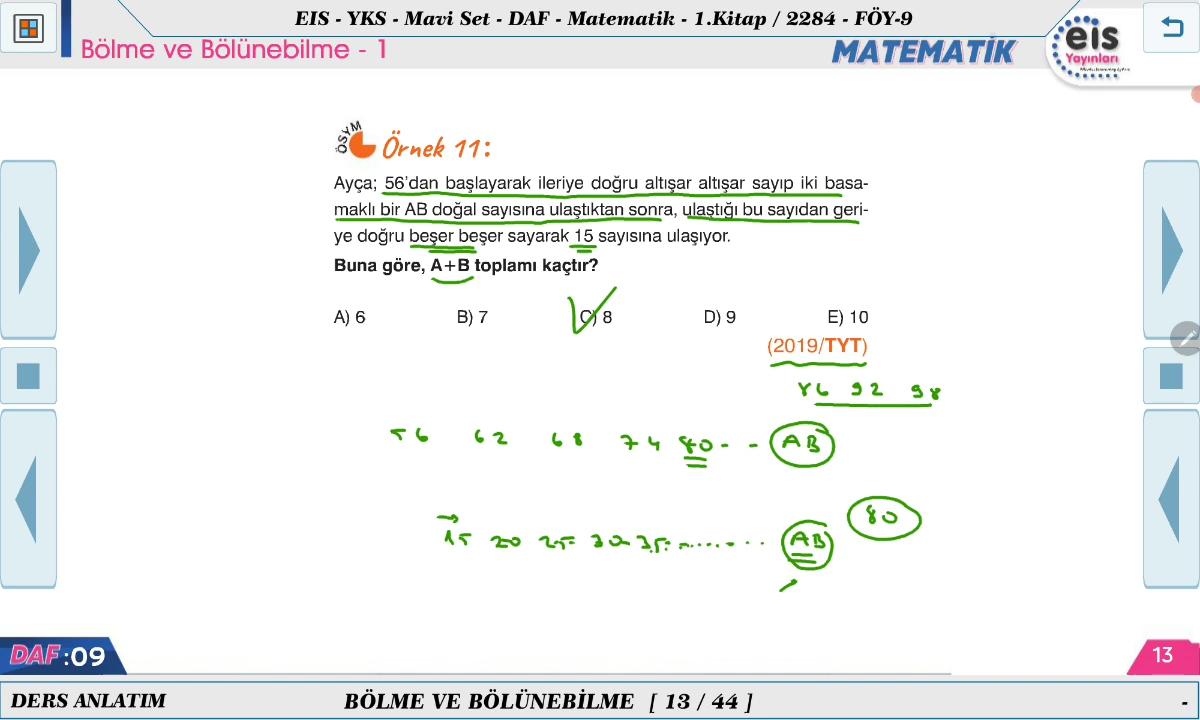 EIS - YKS - Mavi Set - DAF - Matematik - 1.Kitap / 2284 - FÖY-9
Bölme ve Bölünebilme - 1
MATEMATİK
eis
Yayınları
ÖSYM
Örnek 11:
Ayça; 56'dan başlayarak ileriye doğru altışar altışar sayıp iki basa-
maklı bir AB doğal sayısına ulaştıktan sonra, ulaştığı bu sayıdan geri-
ye doğru beşer beşer sayarak 15 sayısına ulaşıyor.
Buna göre, A+B toplamı kaçtır?
A) 6 B) 7 C) 8 D) 9 E) 10
(2019/TYT)
86 92 98
56 62 68 74 80 - - AB
80
15 20 25 30 35 ........ AB
DAF:09
13
DERS ANLATIM BÖLME VE BÖLÜNEBİLME [ 13 / 44 ] -